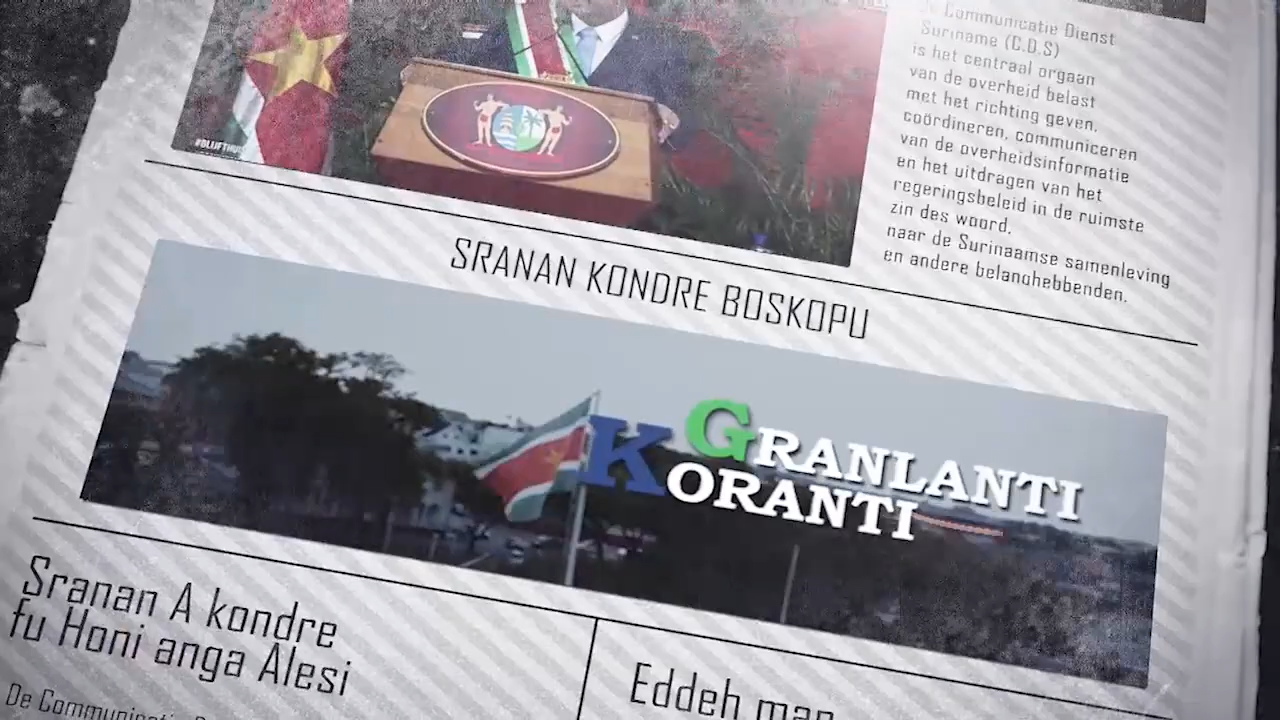 De Communicatie Dienst
Suriname (C.D.S)
is het centraal orgaan
van de overheid belast
met het richting geven,
coördineren, communiceren
van de overheidsinformatie
en het uitdragen van het
regeringsbeleid in de ruimste
zin des woord,
naar de Surinaamse samenleving
en andere belanghebbenden.
SRANAN KONDRE BOSKOPU
GRANLANTI
KORANTI
Sranan A kondre
fu Honi anga Alesi
Eddeh man
De